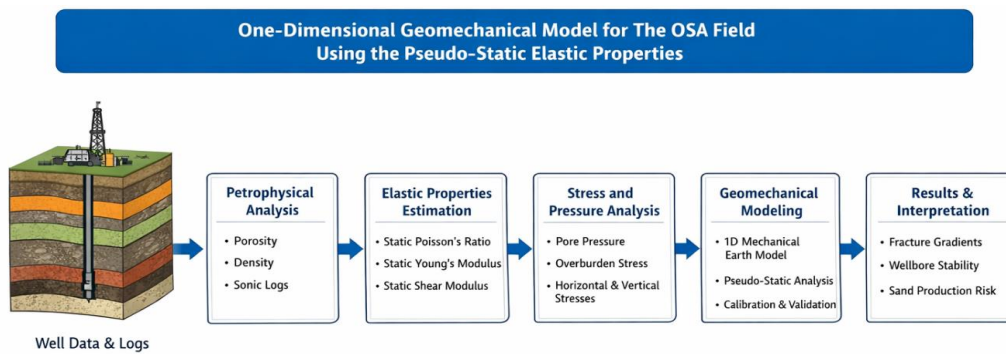 One-Dimensional Geomechanical Model for The OSA Field
Using the Pseudo-Static Elastic Properties
Well Data & Logs
Petrophysical
Analysis
• Porosity
• Density
• Sonic Logs
Elastic Properties
Estimation
• Static Poisson's Ratio
• Static Young's Modulus
• Static Shear Modulus
Stress and
Pressure Analysis
• Pore Pressure
• Overburden Stress
• Horizontal & Vertical
Stresses
Geomechanical
Modeling
• 1D Mechanical
Earth Model
• Pseudo-Static Analysis
• Calibration & Validation
Results &
Interpretation
• Fracture Gradients
• Wellbore Stability
• Sand Production Risk